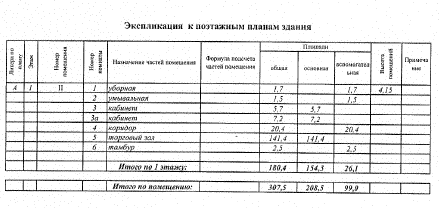 Экспликация к поэтажным планам здания
Литера по плану Этаж Номер помещения Номер комнаты Назначение частей помещения Формула подсчета частей помещения Площади Высота помещений Примечание
общая основная вспомогательная
А 1 II 1 уборная 1,7 1,7 4,15
2 умывальная 1,5 1,5
3 кабинет 5,7 5,7
3а кабинет 7,2 7,2
4 коридор 20,4 20,4
5 торговый зал - 141,4 141,4
6 тамбур 2,5 2,5
Итого по 1 этажу: 180,4 154,3 26,1
Итого по помещению: 307,5 208,5 99,0